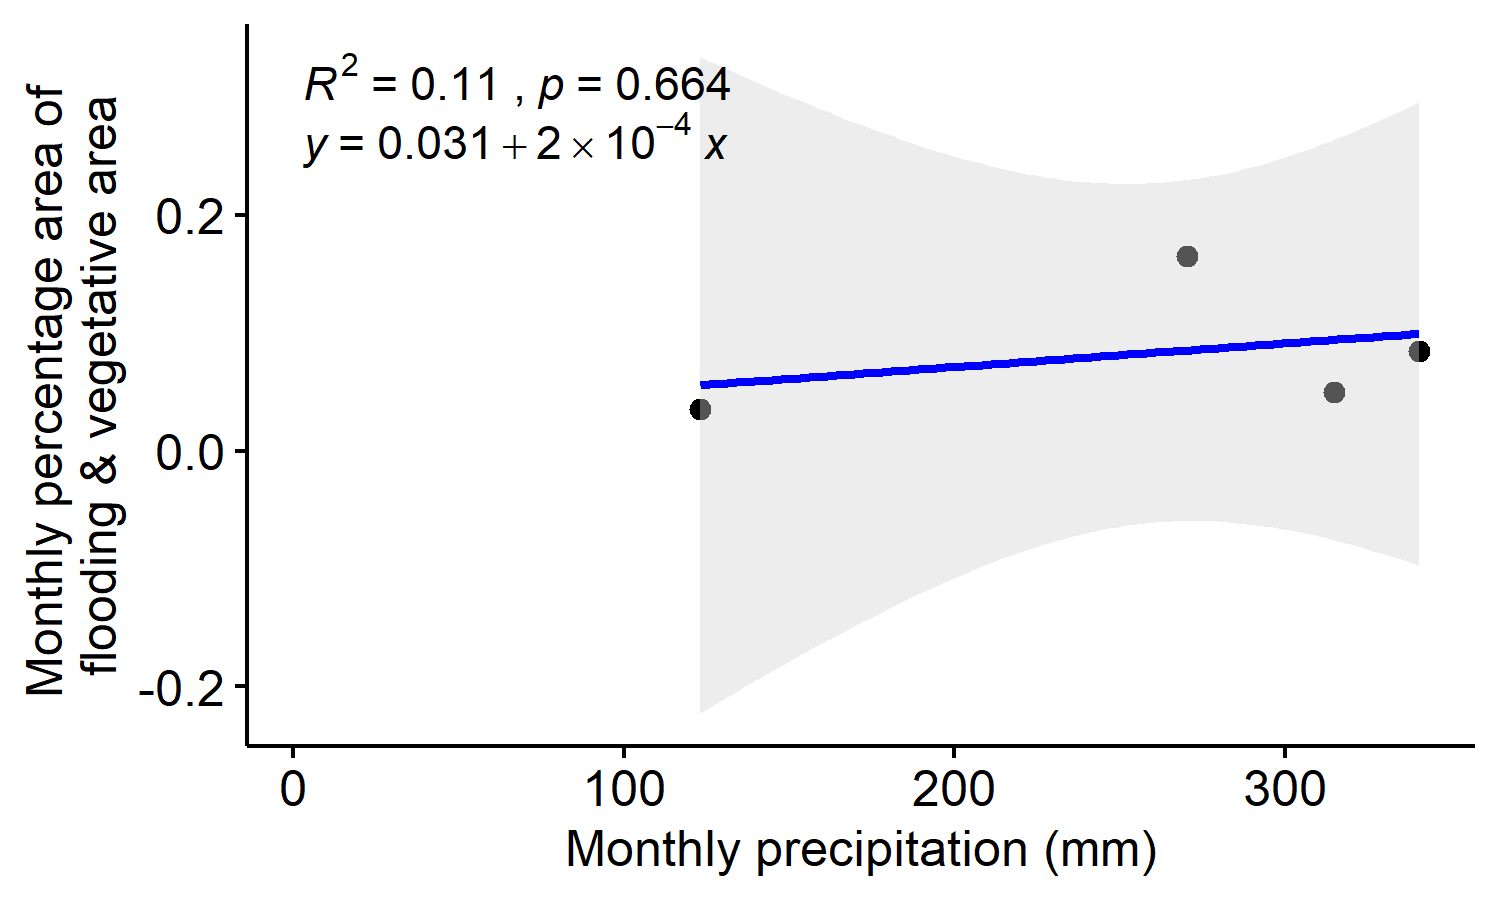 R² = 0.11 , p = 0.664
y = 0.031 + 2 × 10⁻⁴ x
Monthly percentage area of
flooding & vegetative area
0.2
0.0
-0.2
0
100
200
300
Monthly precipitation (mm)